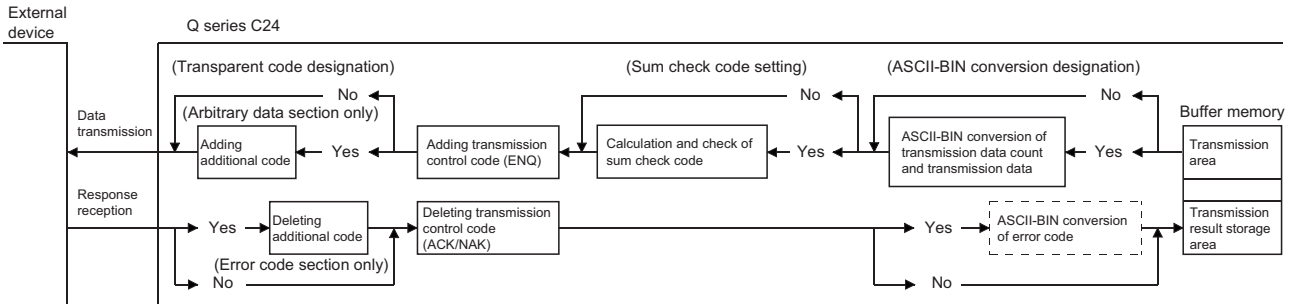 External
device
Q series C24
(Transparent code designation)
(Sum check code setting)
(ASCII-BIN conversion designation)
No
No
No
Data
transmission
(Arbitrary data section only)
Buffer memory
Adding
additional code
Yes
Adding transmission
control code (ENQ)
Calculation and check of
sum check code
Yes
ASCII-BIN conversion of
transmission data count
and transmission data
Yes
Transmission
area
Response
reception
Yes
Deleting
additional code
Deleting transmission
control code
(ACK/NAK)
Yes
ASCII-BIN conversion
of error code
Transmission
result storage
area
(Error code section only)
No
No